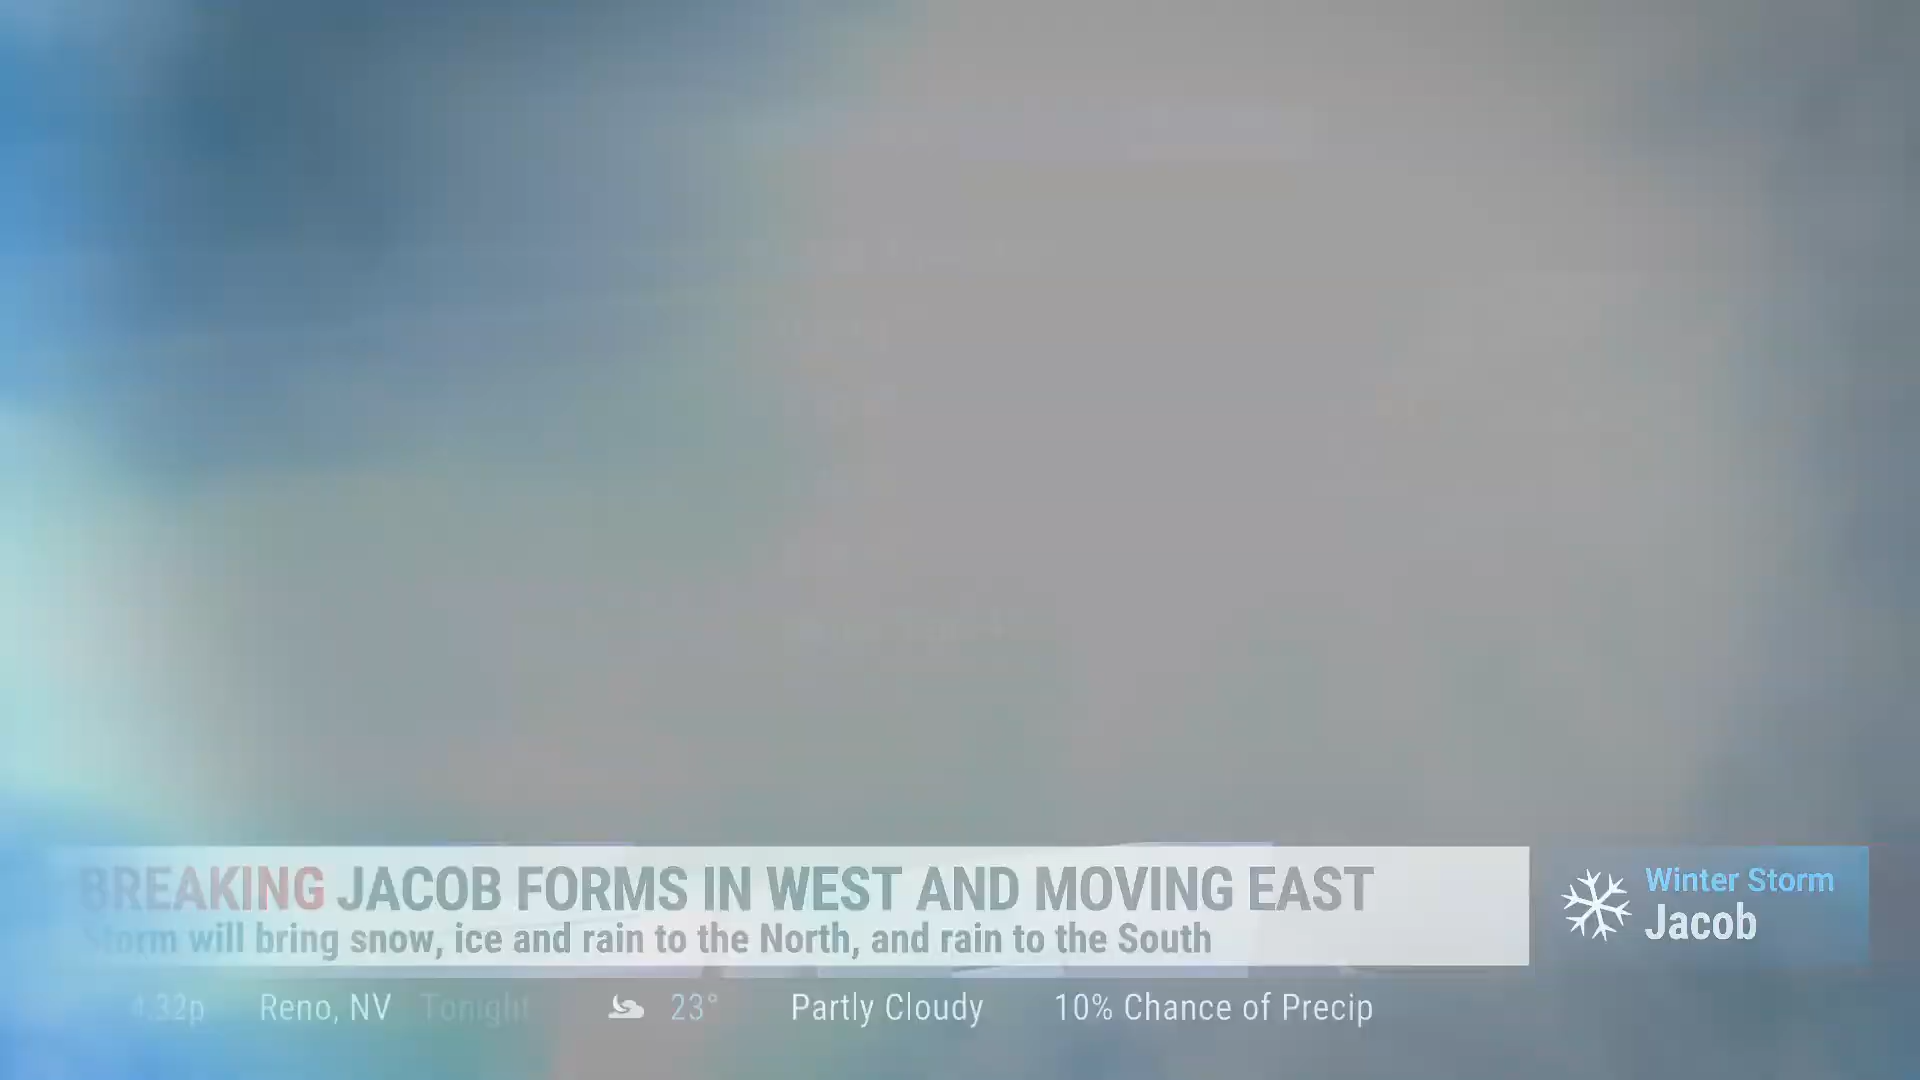 BREAKING JACOB FORMS IN WEST AND MOVING EAST
Storm will bring snow, ice and rain to the North, and rain to the South
Winter Storm
Jacob
4:32p Reno, NV Tonight 23° Partly Cloudy 10% Chance of Precip